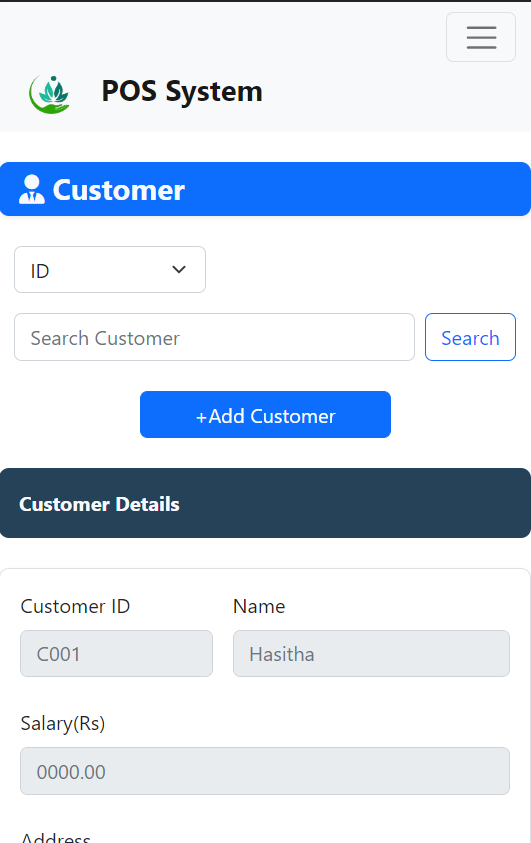 POS System
Customer
ID
Search Customer
Search
+Add Customer
Customer Details
Customer ID
Name
C001
Hasitha
Salary(Rs)
0000.00
Address